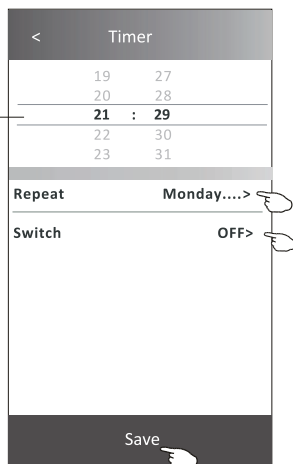 < Timer
19 27
20 28
21 : 29
22 30
23 31
Repeat Monday....>
Switch OFF>
Save